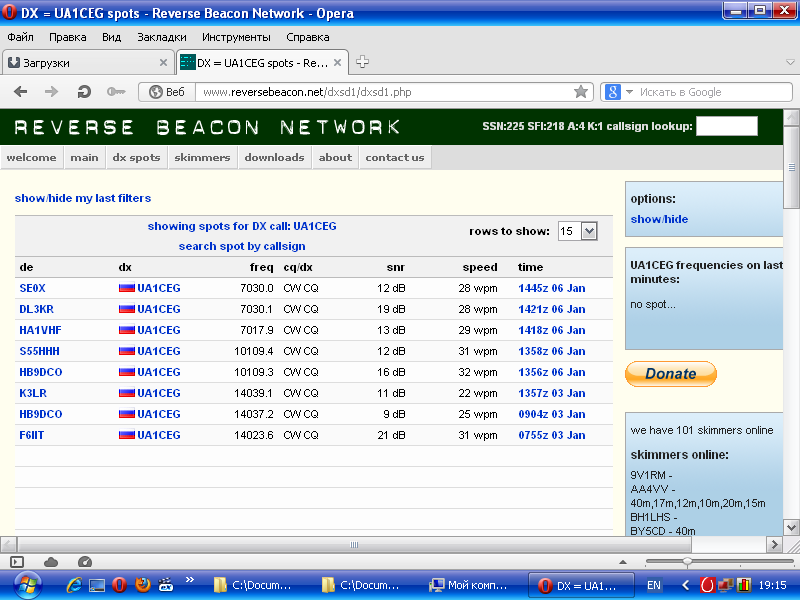 DX = UA1CEG spots - Reverse Beacon Network - Opera
Файл Правка Вид Закладки Инструменты Справка
Загрузки DX = UA1CEG spots - Re...
Веб www.reversebeacon.net/dxsd1/dxsd1.php Искать в Google
REVERSE BEACON NETWORK SSN:225 SFI:218 A:4 K:1 callsign lookup:
welcome main dx spots skimmers downloads about contact us
show/hide my last filters
showing spots for DX call: UA1CEG
search spot by callsign
rows to show: 15
de dx freq cq/dx snr speed time
SE0X UA1CEG 7030.0 CW CQ 12 dB 28 wpm 1445z 06 Jan
DL3KR UA1CEG 7030.1 CW CQ 19 dB 28 wpm 1421z 06 Jan
HA1VHF UA1CEG 7017.9 CW CQ 13 dB 29 wpm 1418z 06 Jan
S55HHH UA1CEG 10109.4 CW CQ 12 dB 31 wpm 1358z 06 Jan
HB9DCO UA1CEG 10109.3 CW CQ 16 dB 32 wpm 1356z 06 Jan
K3LR UA1CEG 14039.1 CW CQ 11 dB 22 wpm 1357z 03 Jan
HB9DCO UA1CEG 14037.2 CW CQ 9 dB 25 wpm 0904z 03 Jan
F6IIT UA1CEG 14023.6 CW CQ 21 dB 31 wpm 0755z 03 Jan
options:
show/hide
UA1CEG frequencies on last
minutes:
no spot...
Donate
we have 101 skimmers online
skimmers online:
9V1RM -
AA4VV -
40m,17m,12m,10m,20m,15m
BH1LHS -
BY5CD - 40m
C:\Docum... C:\Docum... Мой комп... DX = UA1... EN 19:15